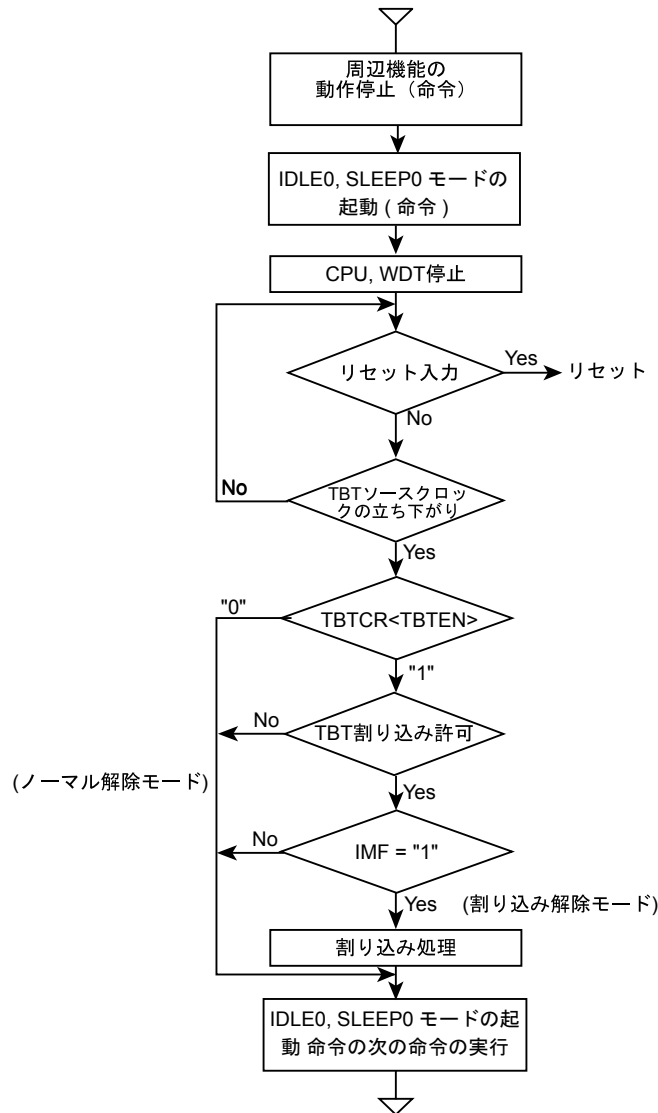 周辺機能の
動作停止（命令）
IDLE0, SLEEP0 モードの
起動 ( 命令 )
CPU, WDT停止
リセット入力
Yes
リセット
No
TBTソースクロッ
クの立ち下がり
No
Yes
TBTCR<TBTEN>
"0"
"1"
TBT割り込み許可
No
(ノーマル解除モード)
Yes
IMF = "1"
No
Yes
(割り込み解除モード)
割り込み処理
IDLE0, SLEEP0 モードの起
動 命令の次の命令の実行